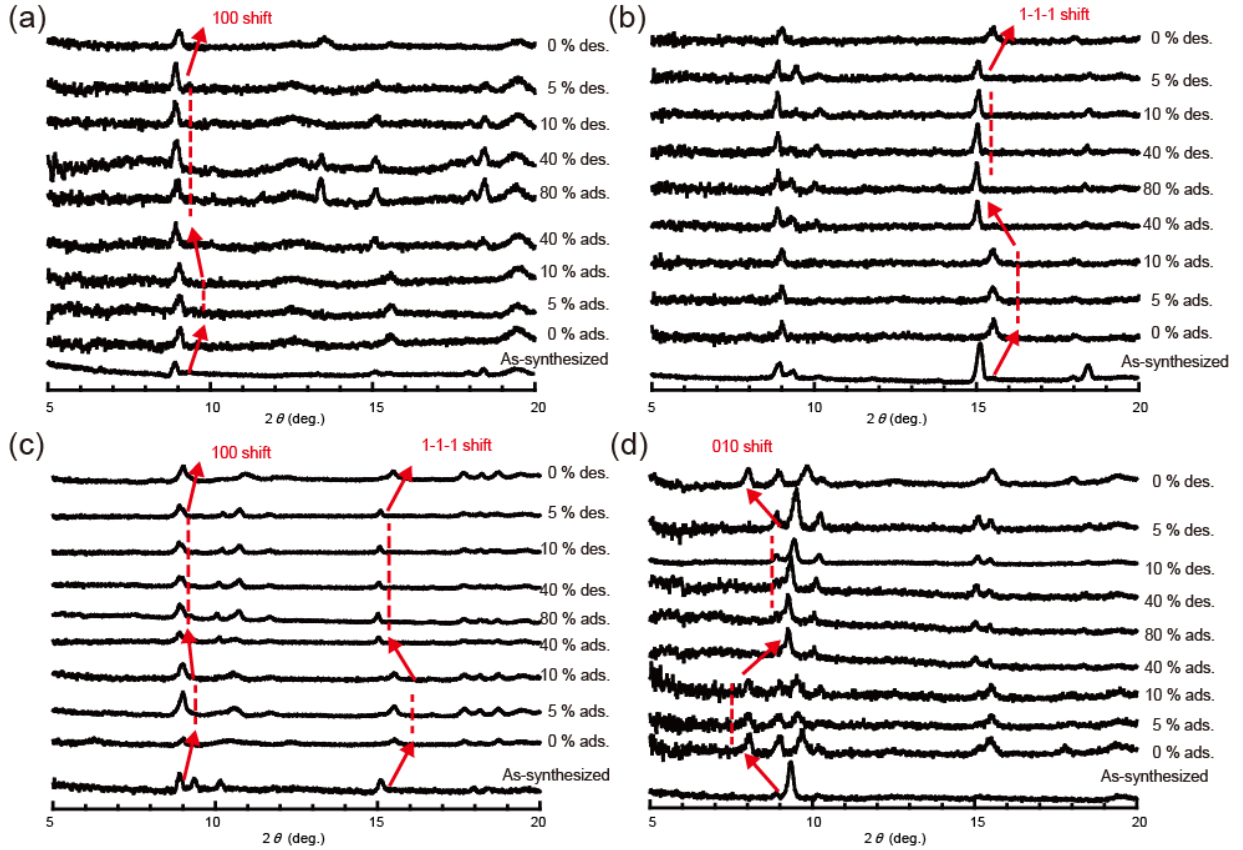 (a)
100 shift
0 % des.
5 % des.
10 % des.
40 % des.
80 % ads.
40 % ads.
10 % ads.
5 % ads.
0 % ads.
As-synthesized
5 10 15 20
2 θ (deg.)
(b)
1-1-1 shift
0 % des.
5 % des.
10 % des.
40 % des.
80 % ads.
40 % ads.
10 % ads.
5 % ads.
0 % ads.
As-synthesized
5 10 15 20
2 θ (deg.)
(c)
100 shift 1-1-1 shift
0 % des.
5 % des.
10 % des.
40 % des.
80 % ads.
40 % ads.
10 % ads.
5 % ads.
0 % ads.
As-synthesized
5 10 15 20
2 θ (deg.)
(d)
010 shift
0 % des.
5 % des.
10 % des.
40 % des.
80 % ads.
40 % ads.
10 % ads.
5 % ads.
0 % ads.
As-synthesized
5 10 15 20
2 θ (deg.)